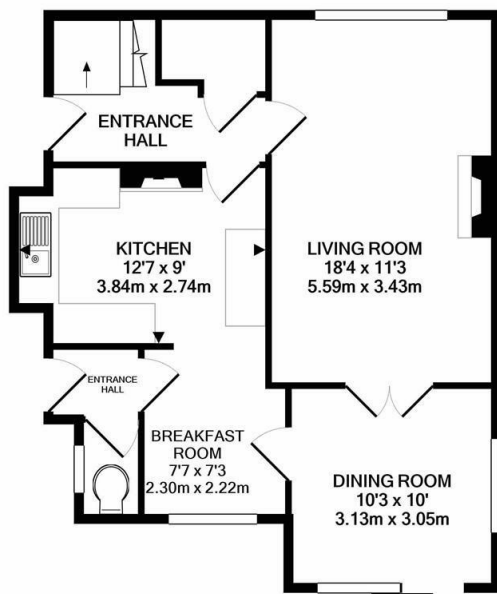 ENTRANCE
HALL
KITCHEN
12'7 x 9'
3.84m x 2.74m
LIVING ROOM
18'4 x 11'3
5.59m x 3.43m
ENTRANCE
HALL
BREAKFAST
ROOM
7'7 x 7'3
2.30m x 2.22m
DINING ROOM
10'3 x 10'
3.13m x 3.05m